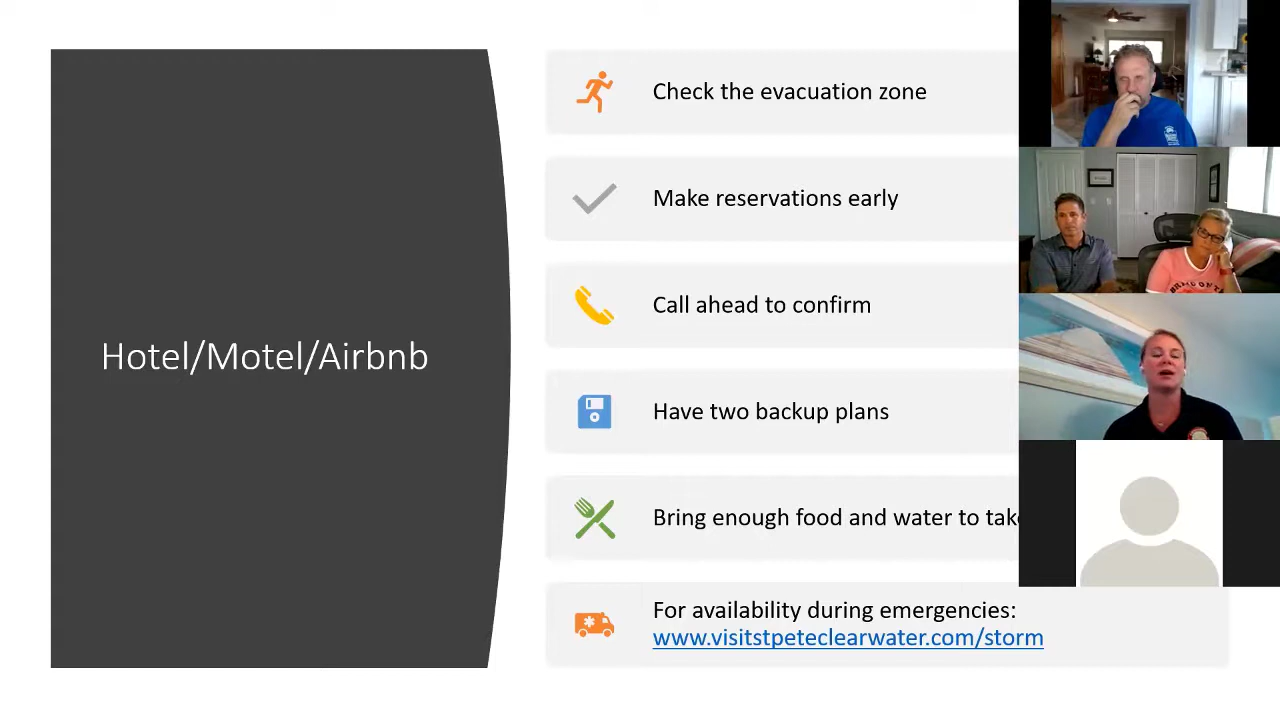 Hotel/Motel/Airbnb
Check the evacuation zone
Make reservations early
Call ahead to confirm
Have two backup plans
Bring enough food and water to
For availability during emergencies:
www.visitstpeteclearwater.com/storm